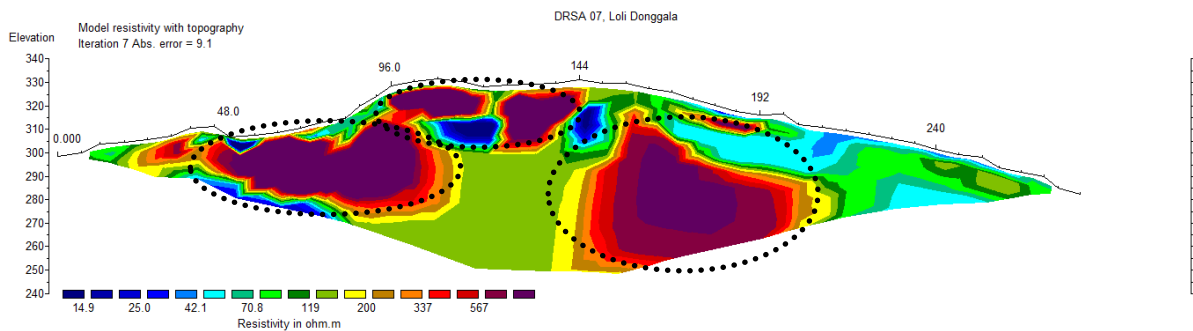 DRSA 07, Loli Donggala
Model resistivity with topography
Elevation
Iteration 7 Abs. error = 9.1
340
330
320
310
300
290
280
270
260
250
240
0.000
48.0
96.0
144
192
240
14.9 25.0 42.1 70.8 119 200 337 567
Resistivity in ohm.m